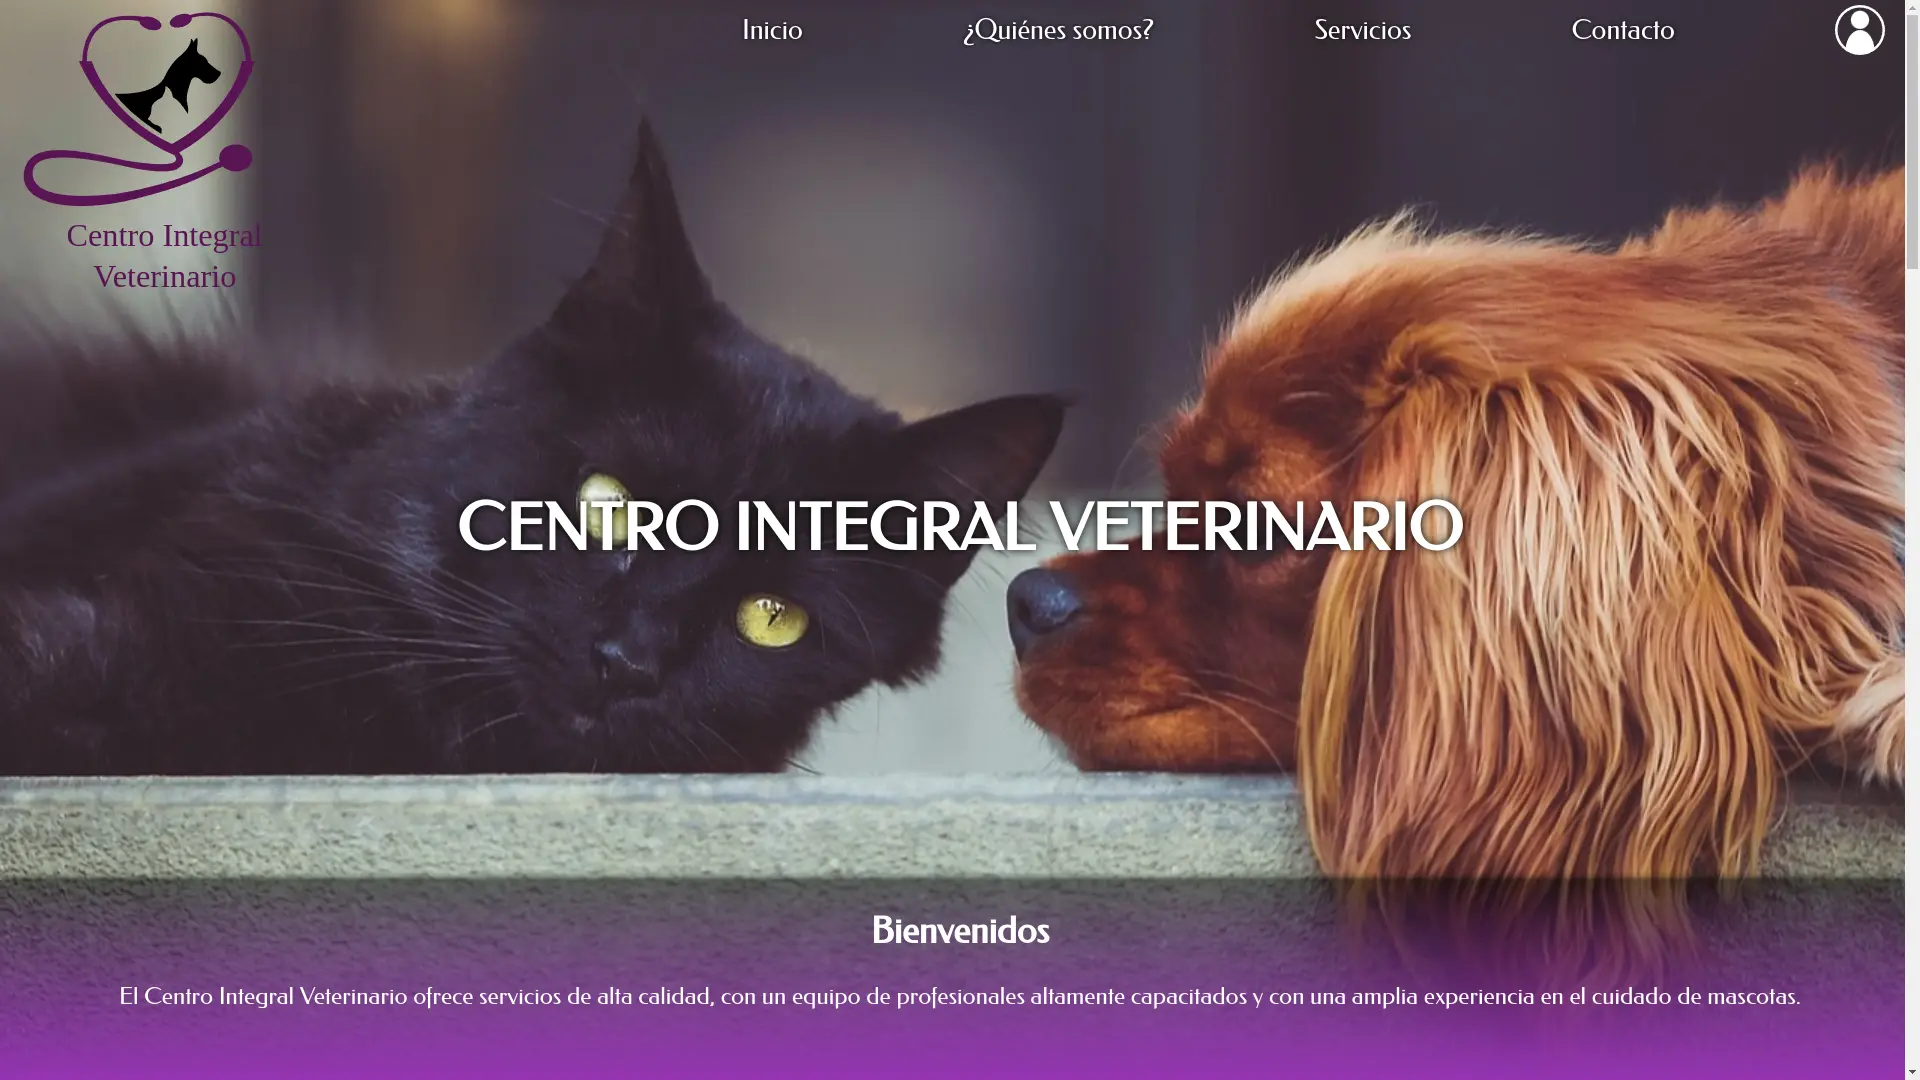 Inicio
¿Quiénes somos?
Servicios
Contacto
Centro Integral
Veterinario
CENTRO INTEGRAL VETERINARIO
Bienvenidos
El Centro Integral Veterinario ofrece servicios de alta calidad, con un equipo de profesionales altamente capacitados y con una amplia experiencia en el cuidado de mascotas.